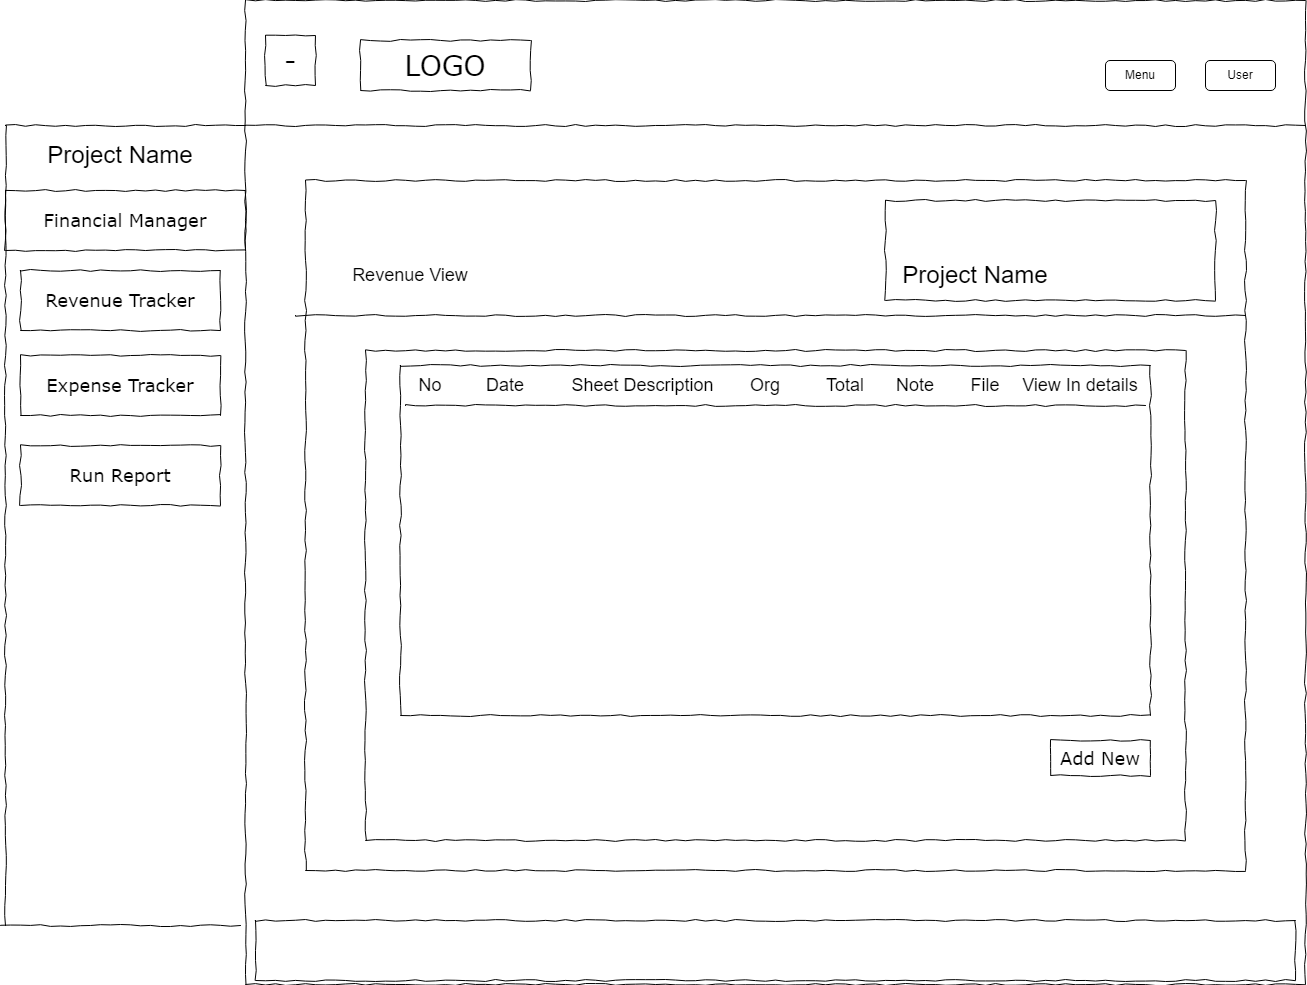 -
LOGO
Menu
User
Project Name
Financial Manager
Revenue Tracker
Expense Tracker
Run Report
Revenue View
Project Name
No Date Sheet Description Org Total Note File View In details
Add New